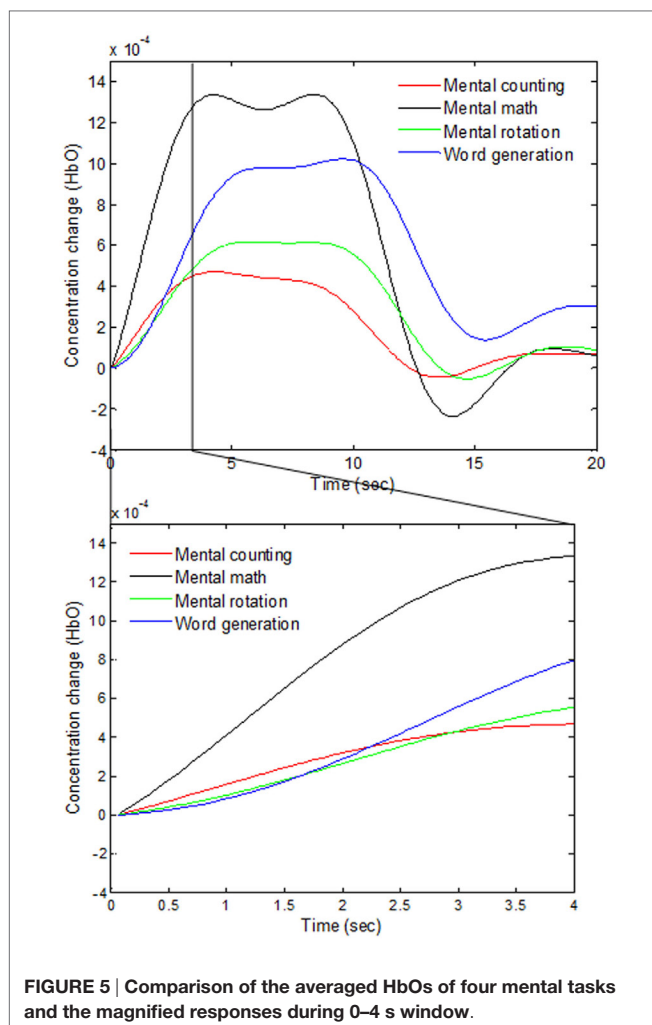 x 10⁻⁴
14
12
10
8
6
4
2
0
-2
-4
Concentration change (HbO)
Mental counting
Mental math
Mental rotation
Word generation
0 5 10 15 20
Time (sec)
x 10⁻⁴
14
12
10
8
6
4
2
0
-2
-4
Concentration change (HbO)
Mental counting
Mental math
Mental rotation
Word generation
0 0.5 1 1.5 2 2.5 3 3.5 4
Time (sec)
FIGURE 5 | Comparison of the averaged HbOs of four mental tasks
and the magnified responses during 0–4 s window.